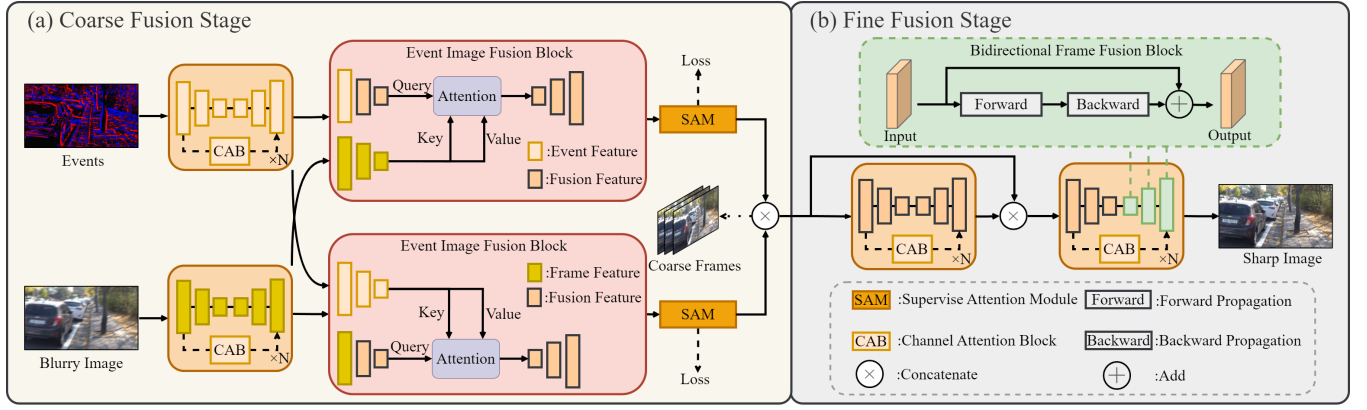 (a) Coarse Fusion Stage
Events
CAB
×N
Event Image Fusion Block
Query
Attention
Key
Value
:Event Feature
:Fusion Feature
Loss
SAM
Blurry Image
CAB
×N
Event Image Fusion Block
:Frame Feature
:Fusion Feature
Key
Value
Query
Attention
SAM
Loss
Coarse Frames
(b) Fine Fusion Stage
Bidirectional Frame Fusion Block
Input
Forward
Backward
Output
CAB
×N
CAB
×N
Sharp Image
SAM :Supervise Attention Module
Forward :Forward Propagation
CAB :Channel Attention Block
Backward :Backward Propagation
:Concatenate
:Add